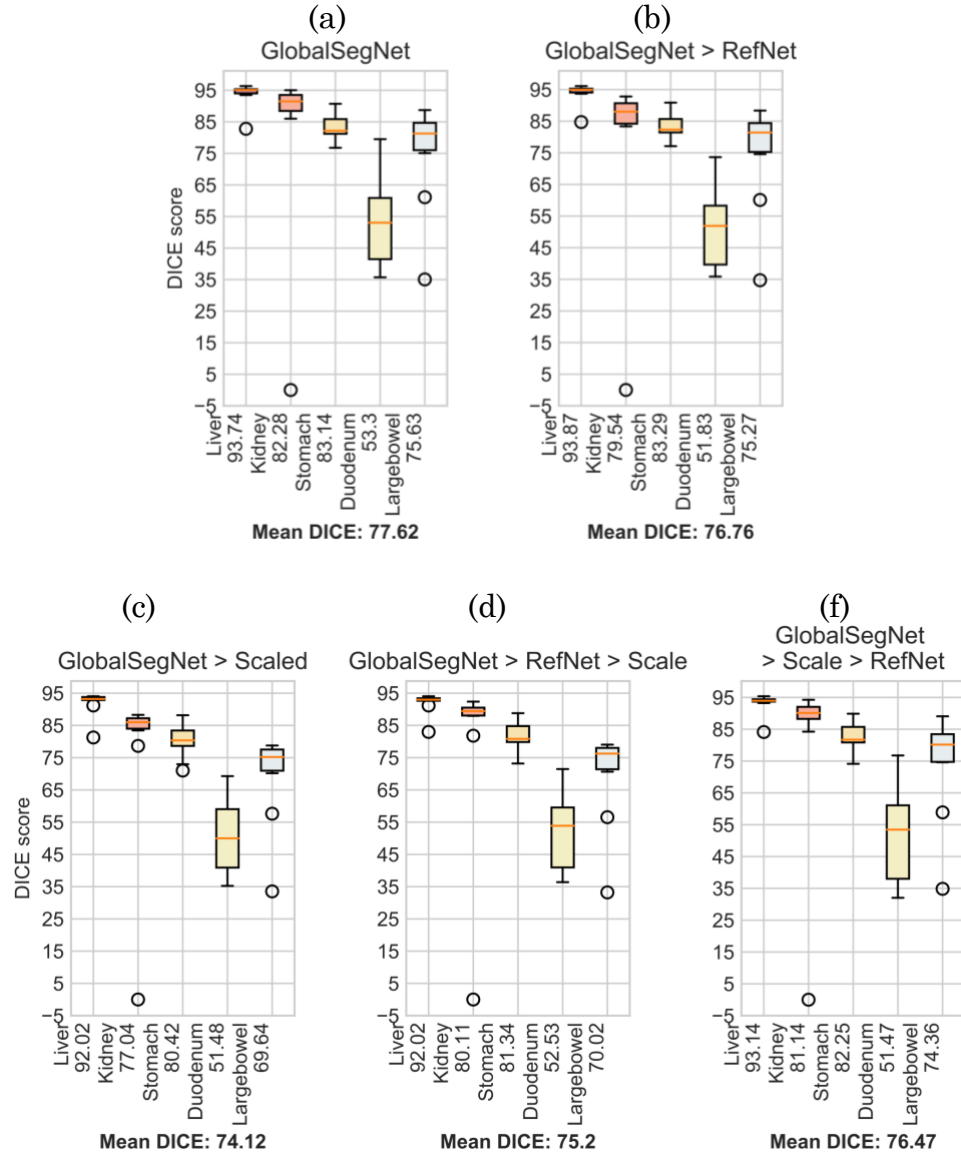 (a)
GlobalSegNet
95
85
75
65
55
45
35
25
15
5
−5
DICE score
Liver
93.74
Kidney
82.28
Stomach
83.14
Duodenum
53.3
Largebowel
75.63
Mean DICE: 77.62
(b)
GlobalSegNet > RefNet
95
85
75
65
55
45
35
25
15
5
−5
Liver
93.87
Kidney
79.54
Stomach
83.29
Duodenum
51.83
Largebowel
75.27
Mean DICE: 76.76
(c)
GlobalSegNet > Scaled
95
85
75
65
55
45
35
25
15
5
−5
DICE score
Liver
92.02
Kidney
77.04
Stomach
80.42
Duodenum
51.48
Largebowel
69.64
Mean DICE: 74.12
(d)
GlobalSegNet > RefNet > Scale
95
85
75
65
55
45
35
25
15
5
−5
Liver
92.02
Kidney
80.11
Stomach
81.34
Duodenum
52.53
Largebowel
70.02
Mean DICE: 75.2
(f)
GlobalSegNet
> Scale > RefNet
95
85
75
65
55
45
35
25
15
5
−5
Liver
93.14
Kidney
81.14
Stomach
82.25
Duodenum
51.47
Largebowel
74.36
Mean DICE: 76.47